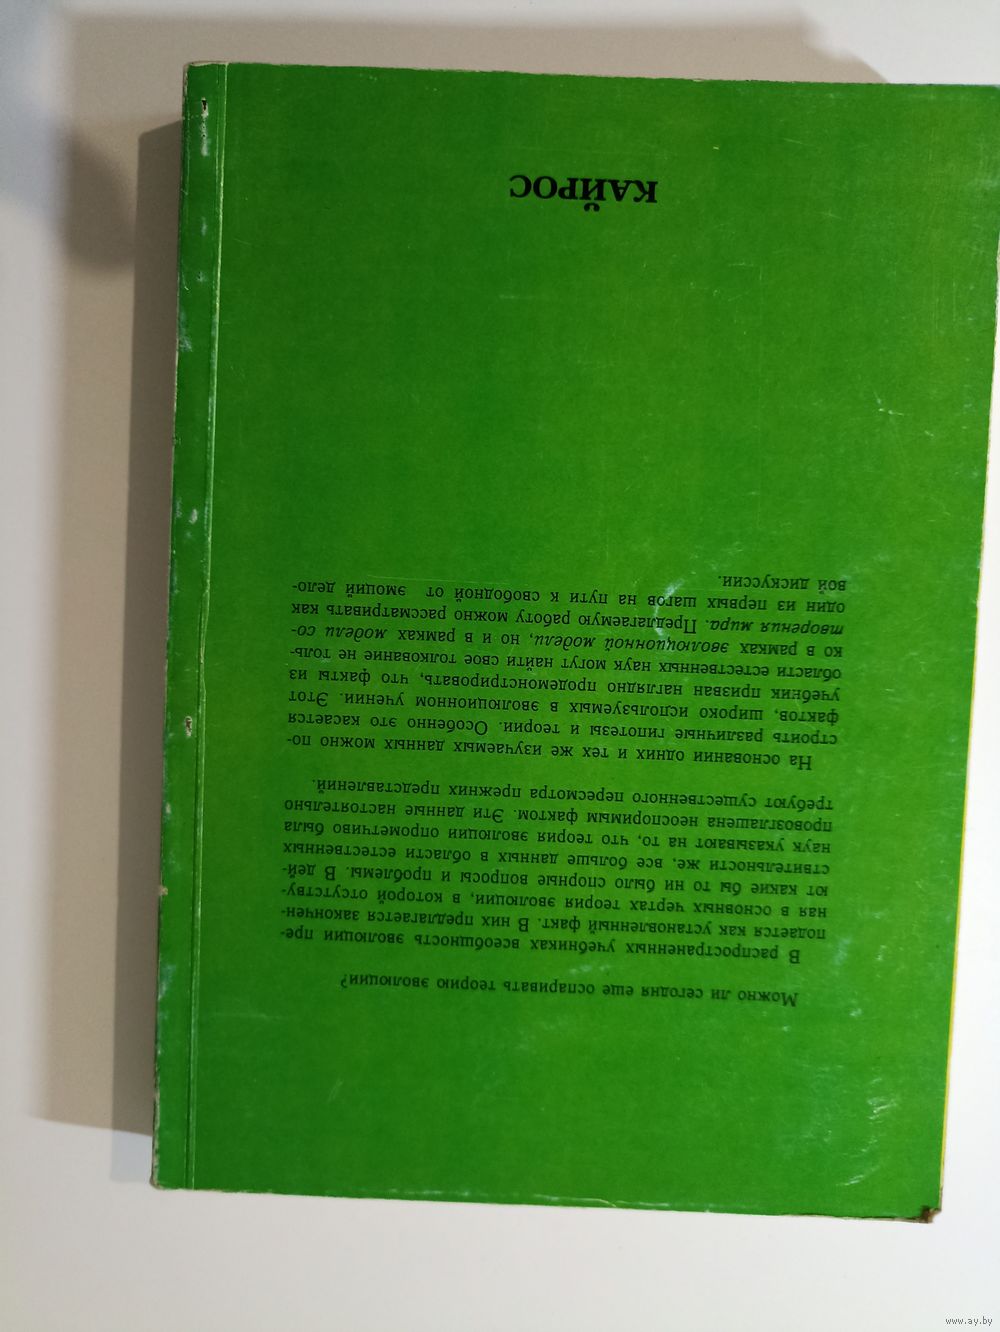 Можно ли сегодня еще оспаривать теорию эволюции?
В распространенных учебниках всеобщность эволюции пре-
подается как установленный факт. В них предлагается закончен-
ная в основных чертах теория эволюции, в которой отсутству-
ют какие бы то ни было спорные вопросы и проблемы. В дей-
ствительности же, все больше данных в области естественных
наук указывают на то, что теория эволюции опрометчиво была
провозглашена неоспоримым фактом. Эти данные настоятельно
требуют существенного пересмотра прежних представлений.
На основании одних и тех же изучаемых данных можно по-
строить различные гипотезы и теории. Особенно это касается
фактов, широко используемых в эволюционном учении. Этот
учебник призван наглядно продемонстрировать, что факты из
области естественных наук могут найти свое толкование не толь-
ко в рамках эволюционной модели, но и в рамках модели со-
творения мира. Предлагаемую работу можно рассматривать как
один из первых шагов на пути к свободной от эмоций дело-
вой дискуссии.
КАЙРОС
www.ay.by